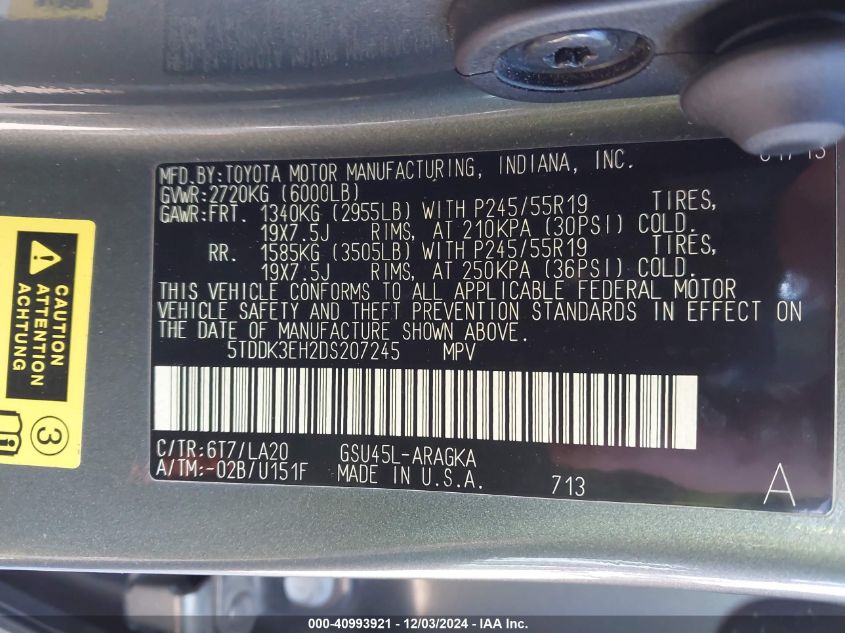 MFD.BY:TOYOTA MOTOR MANUFACTURING, INDIANA, INC.
GVWR:2720KG (6000LB)
GAWR:FRT. 1340KG (2955LB) WITH P245/55R19 TIRES,
19X7.5J RIMS, AT 210KPA (30PSI) COLD.
RR. 1585KG (3505LB) WITH P245/55R19 TIRES,
19X7.5J RIMS, AT 250KPA (36PSI) COLD.
THIS VEHICLE CONFORMS TO ALL APPLICABLE FEDERAL MOTOR
VEHICLE SAFETY AND THEFT PREVENTION STANDARDS IN EFFECT ON
THE DATE OF MANUFACTURE SHOWN ABOVE.
5TDDK3EH2DS207245 MPV
C/TR:6T7/LA20 GSU45L-ARAGKA
A/TM:-02B/U151F MADE IN U.S.A. 713 A
CAUTION
ATTENTION
ACHTUNG
3
000-40993921 - 12/03/2024 - IAA Inc.